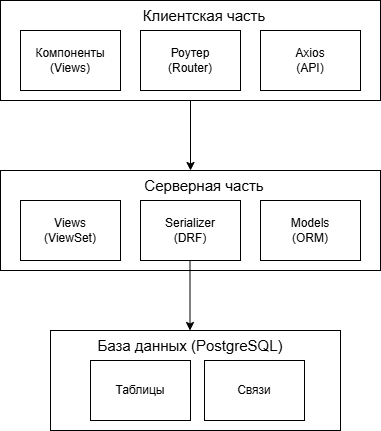 Клиентская часть
Компоненты
(Views)
Роутер
(Router)
Axios
(API)
Серверная часть
Views
(ViewSet)
Serializer
(DRF)
Models
(ORM)
База данных (PostgreSQL)
Таблицы
Связи